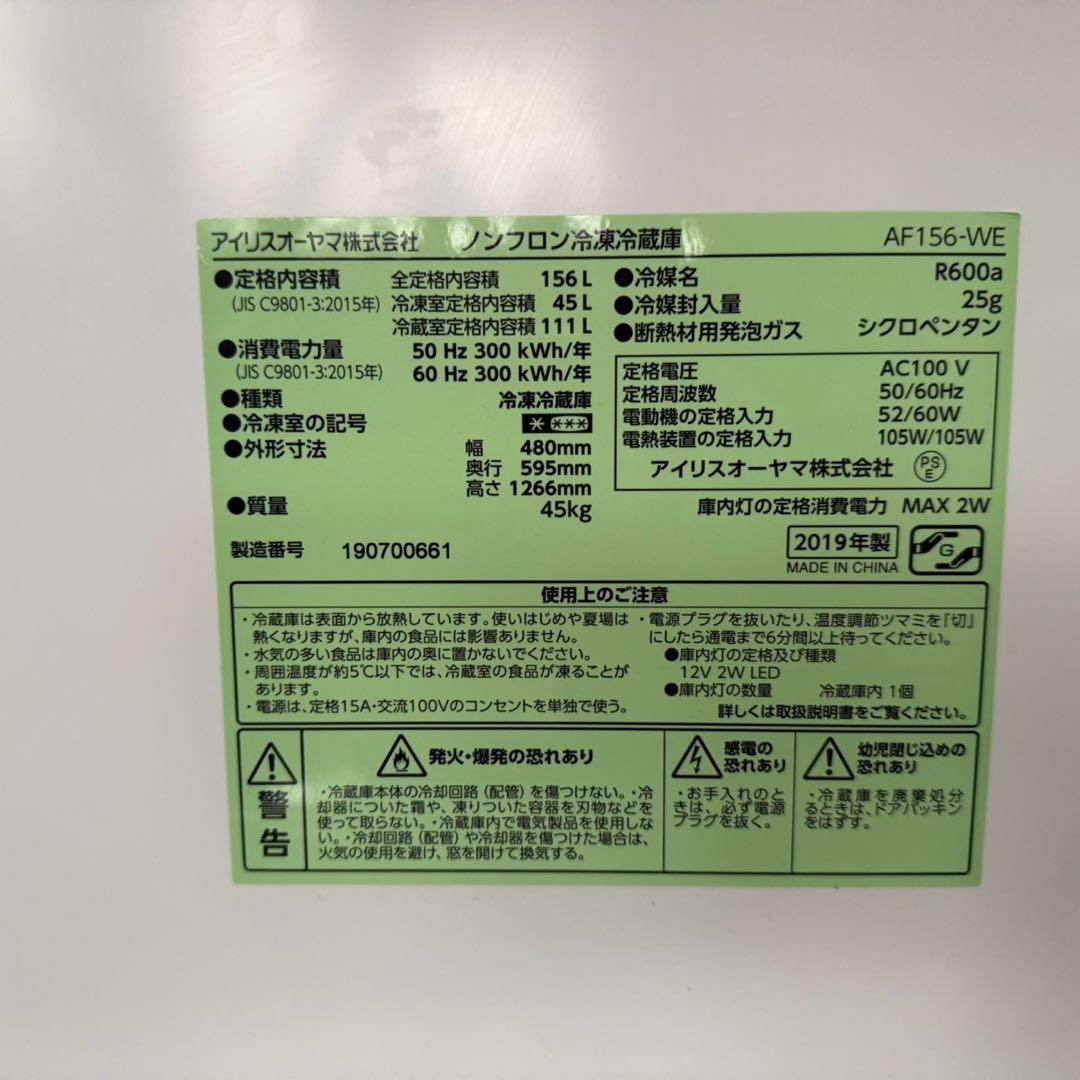 アイリスオーヤマ株式会社 ノンフロン冷凍冷蔵庫 AF156-WE
●定格内容積 全定格内容積 156 L
(JIS C9801-3:2015年) 冷凍室定格内容積 45 L
冷蔵室定格内容積 111 L
●消費電力量 50 Hz 300 kWh/年
(JIS C9801-3:2015年) 60 Hz 300 kWh/年
●種類 冷凍冷蔵庫
●冷凍室の記号 * ***
●外形寸法 幅 480mm
奥行 595mm
高さ 1266mm
●質量 45kg
製造番号 190700661
●冷媒名 R600a
●冷媒封入量 25g
●断熱材用発泡ガス シクロペンタン
定格電圧 AC100 V
定格周波数 50/60Hz
電動機の定格入力 52/60W
電熱装置の定格入力 105W/105W
アイリスオーヤマ株式会社 PSE
庫内灯の定格消費電力 MAX 2W
2019年製
MADE IN CHINA
G
使用上のご注意
・冷蔵庫は表面から放熱しています。使いはじめや夏場は
熱くなりますが、庫内の食品には影響ありません。
・水気の多い食品は庫内の奥に置かないでください。
・周囲温度が約5℃以下では、冷蔵室の食品が凍ることが
あります。
・電源は、定格15A・交流100Vのコンセントを単独で使う。
・電源プラグを抜いたり、温度調節ツマミを『切』
にしたら通電まで6分間以上待ってください。
●庫内灯の定格及び種類
12V 2W LED
●庫内灯の数量 冷蔵庫内 1個
詳しくは取扱説明書をご覧ください。
警告
発火・爆発の恐れあり
・冷蔵庫本体の冷却回路（配管）を傷つけない。・冷
却器についた霜や、凍りついた容器を刃物などを
使って取らない。・冷蔵庫内で電気製品を使用しな
い。・冷却回路（配管）や冷却器を傷つけた場合は、
火気の使用を避け、窓を開けて換気する。
感電の
恐れあり
・お手入れのと
きは、必ず電源
プラグを抜く。
幼児閉じ込めの
恐れあり
・冷蔵庫を廃棄処分
するときは、ドアパッキン
をはずす。